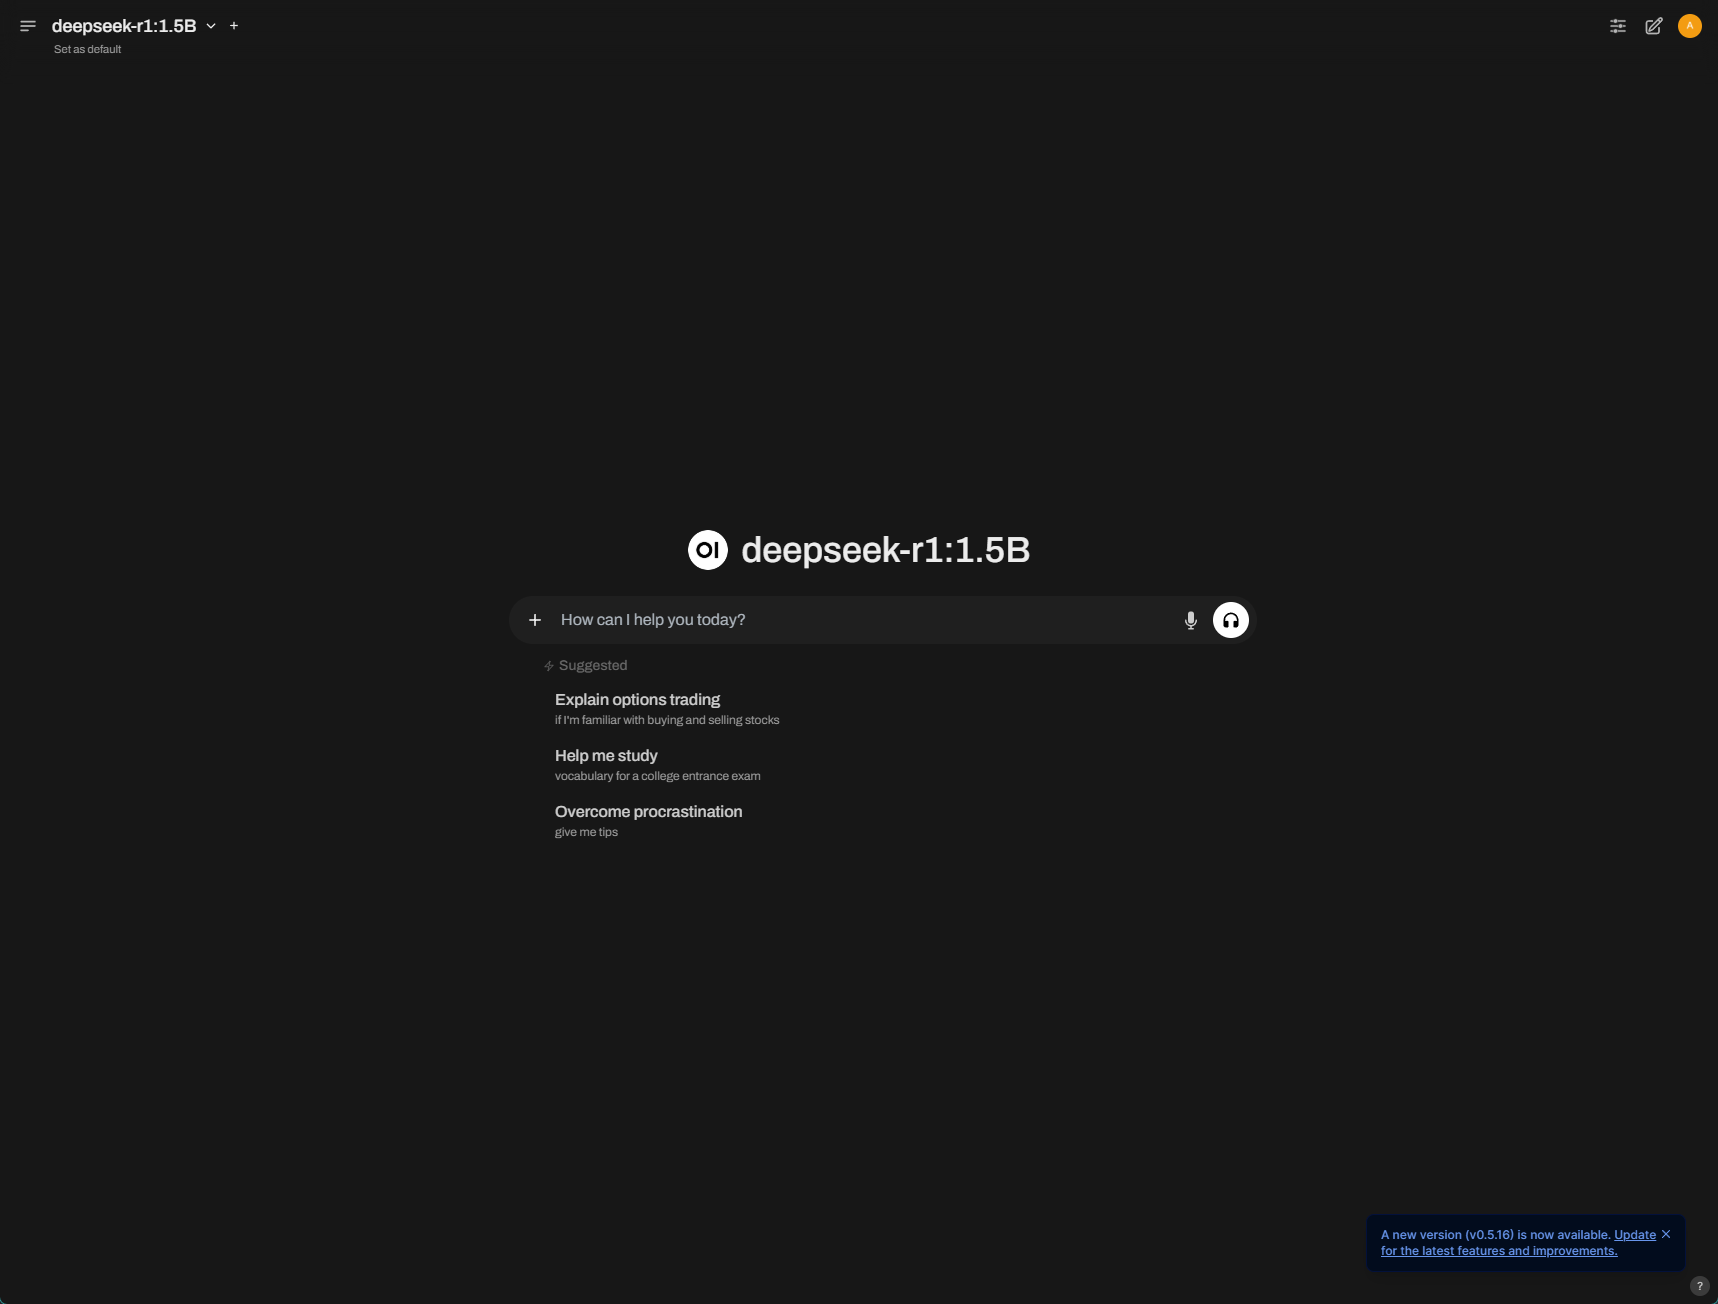 deepseek-r1:1.5B
Set as default
A
OI deepseek-r1:1.5B
How can I help you today?
Suggested
Explain options trading
if I'm familiar with buying and selling stocks
Help me study
vocabulary for a college entrance exam
Overcome procrastination
give me tips
A new version (v0.5.16) is now available. Update
for the latest features and improvements.
?